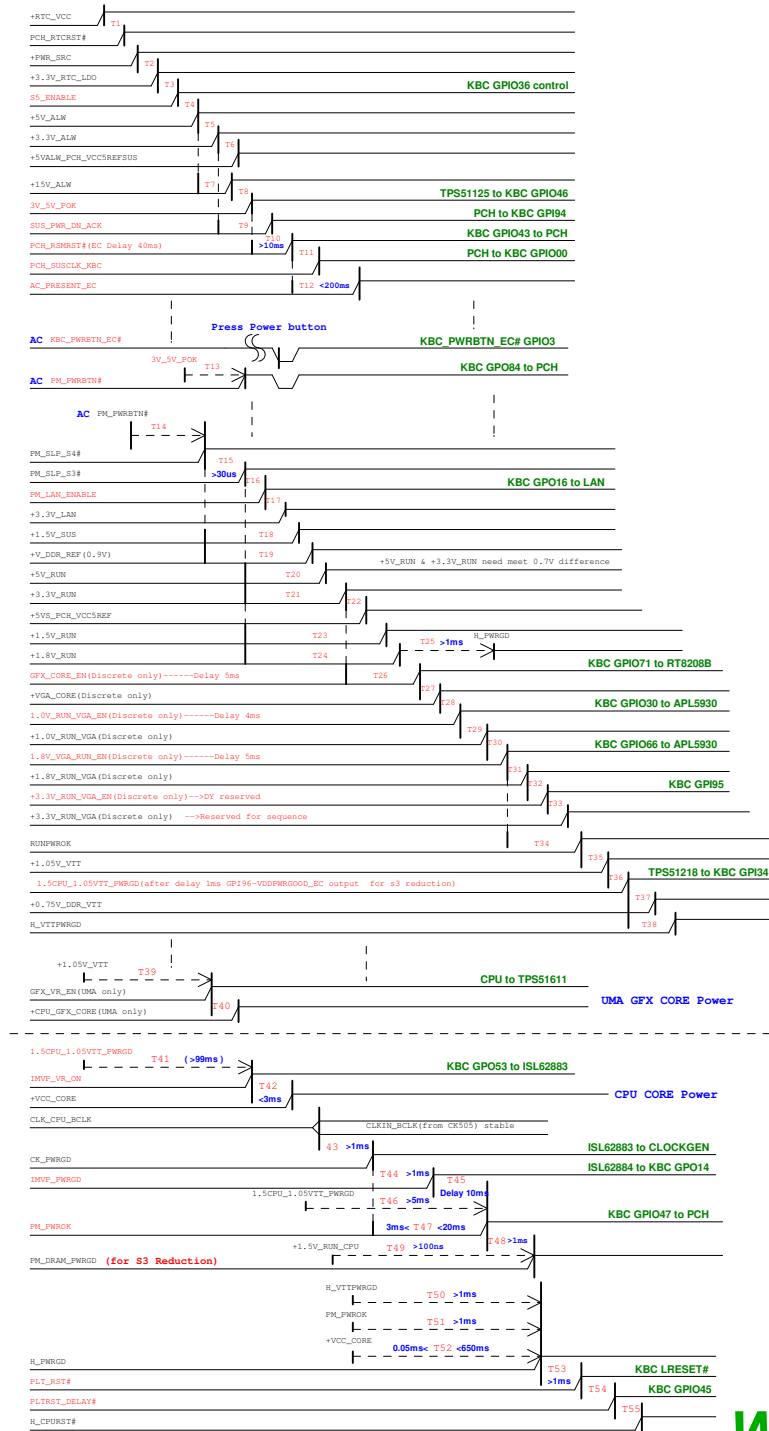 +RTC_VCC
T1
PCH_RTCRST#
+PWR_SRC
T2
+3.3V_RTC_LDO
T3
KBC GPIO36 control
S5_ENABLE
T4
+5V_ALW
T5
+3.3V_ALW
T6
+5VALW_PCH_VCC5REFSUS
+15V_ALW
T7
T8
TPS51125 to KBC GPIO46
3V_5V_POK
PCH to KBC GPI94
SUS_PWR_DN_ACK
T9
T10
KBC GPIO43 to PCH
PCH_RSMRST#(EC Delay 40ms)
>10ms
T11
PCH to KBC GPIO00
PCH_SUSCLK_KBC
AC_PRESENT_EC
T12 <200ms
Press Power button
AC KBC_PWRBTN_EC#
KBC_PWRBTN_EC# GPIO3
3V_5V_POK
T13
KBC GPO84 to PCH
AC PM_PWRBTN#
AC PM_PWRBTN#
T14
PM_SLP_S4#
T15
PM_SLP_S3#
>30us
T16
KBC GPO16 to LAN
PM_LAN_ENABLE
T17
+3.3V_LAN
+1.5V_SUS
T18
+V_DDR_REF(0.9V)
T19
+5V_RUN & +3.3V_RUN need meet 0.7V difference
+5V_RUN
T20
+3.3V_RUN
T21
T22
+5VS_PCH_VCC5REF
+1.5V_RUN
T23
T25 >1ms
H_PWRGD
+1.8V_RUN
T24
KBC GPIO71 to RT8208B
GFX_CORE_EN(Discrete only)------Delay 5ms
T26
T27
+VGA_CORE(Discrete only)
T28
KBC GPIO30 to APL5930
1.0V_RUN_VGA_EN(Discrete only)------Delay 4ms
T29
+1.0V_RUN_VGA(Discrete only)
T30
KBC GPIO66 to APL5930
1.8V_VGA_RUN_EN(Discrete only)------Delay 5ms
T31
+1.8V_RUN_VGA(Discrete only)
T32
KBC GPI95
+3.3V_RUN_VGA_EN(Discrete only)-->DY reserved
T33
+3.3V_RUN_VGA(Discrete only) -->Reserved for sequence
RUNPWROK
T34
+1.05V_VTT
T35
TPS51218 to KBC GPI34
T36
1.5CPU_1.05VTT_PWRGD(after delay 1ms GPI96-VDDPWRGOOD_EC output for s3 reduction)
T37
+0.75V_DDR_VTT
H_VTTPWRGD
T38
+1.05V_VTT
T39
CPU to TPS51611
GFX_VR_EN(UMA only)
T40
UMA GFX CORE Power
+CPU_GFX_CORE(UMA only)
1.5CPU_1.05VTT_PWRGD
T41 (>99ms)
KBC GPO53 to ISL62883
IMVP_VR_ON
T42
+VCC_CORE
<3ms
CPU CORE Power
CLK_CPU_BCLK
CLKIN_BCLK(from CK505) stable
43 >1ms
ISL62883 to CLOCKGEN
CK_PWRGD
T44 >1ms
ISL62884 to KBC GPO14
IMVP_PWRGD
T45
1.5CPU_1.05VTT_PWRGD
Delay 10ms
T46 >5ms
KBC GPIO47 to PCH
PM_PWROK
3ms< T47 <20ms
T48 >1ms
+1.5V_RUN_CPU
T49 >100ns
PM_DRAM_PWRGD (for S3 Reduction)
H_VTTPWRGD
T50 >1ms
PM_PWROK
T51 >1ms
+VCC_CORE
0.05ms< T52 <650ms
H_PWRGD
T53
KBC LRESET#
PLT_RST#
>1ms
T54
KBC GPIO45
PLTRST_DELAY#
T55
H_CPURST#